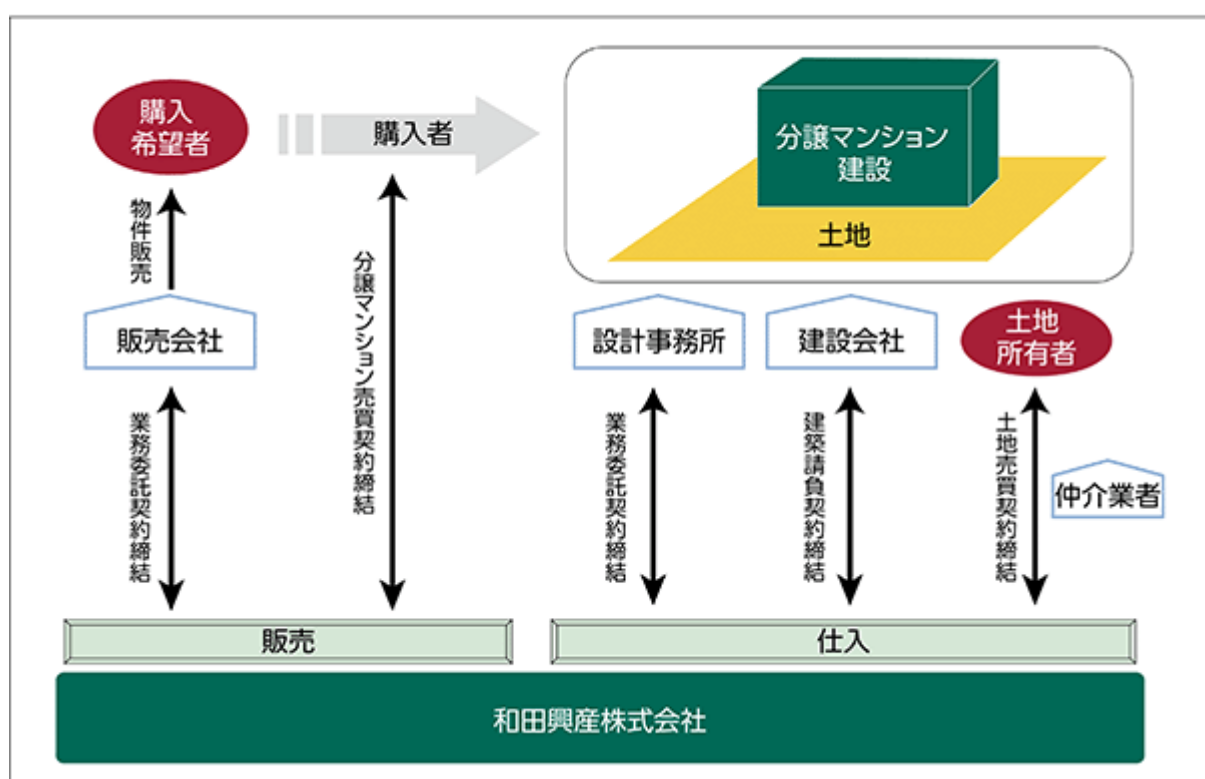 購入
希望者
購入者
分譲マンション
建設
土地
物件販売
分譲マンション売買契約締結
販売会社
設計事務所
建設会社
土地
所有者
業務委託契約締結
業務委託契約締結
建築請負契約締結
土地売買契約締結
仲介業者
販売
仕入
和田興産株式会社